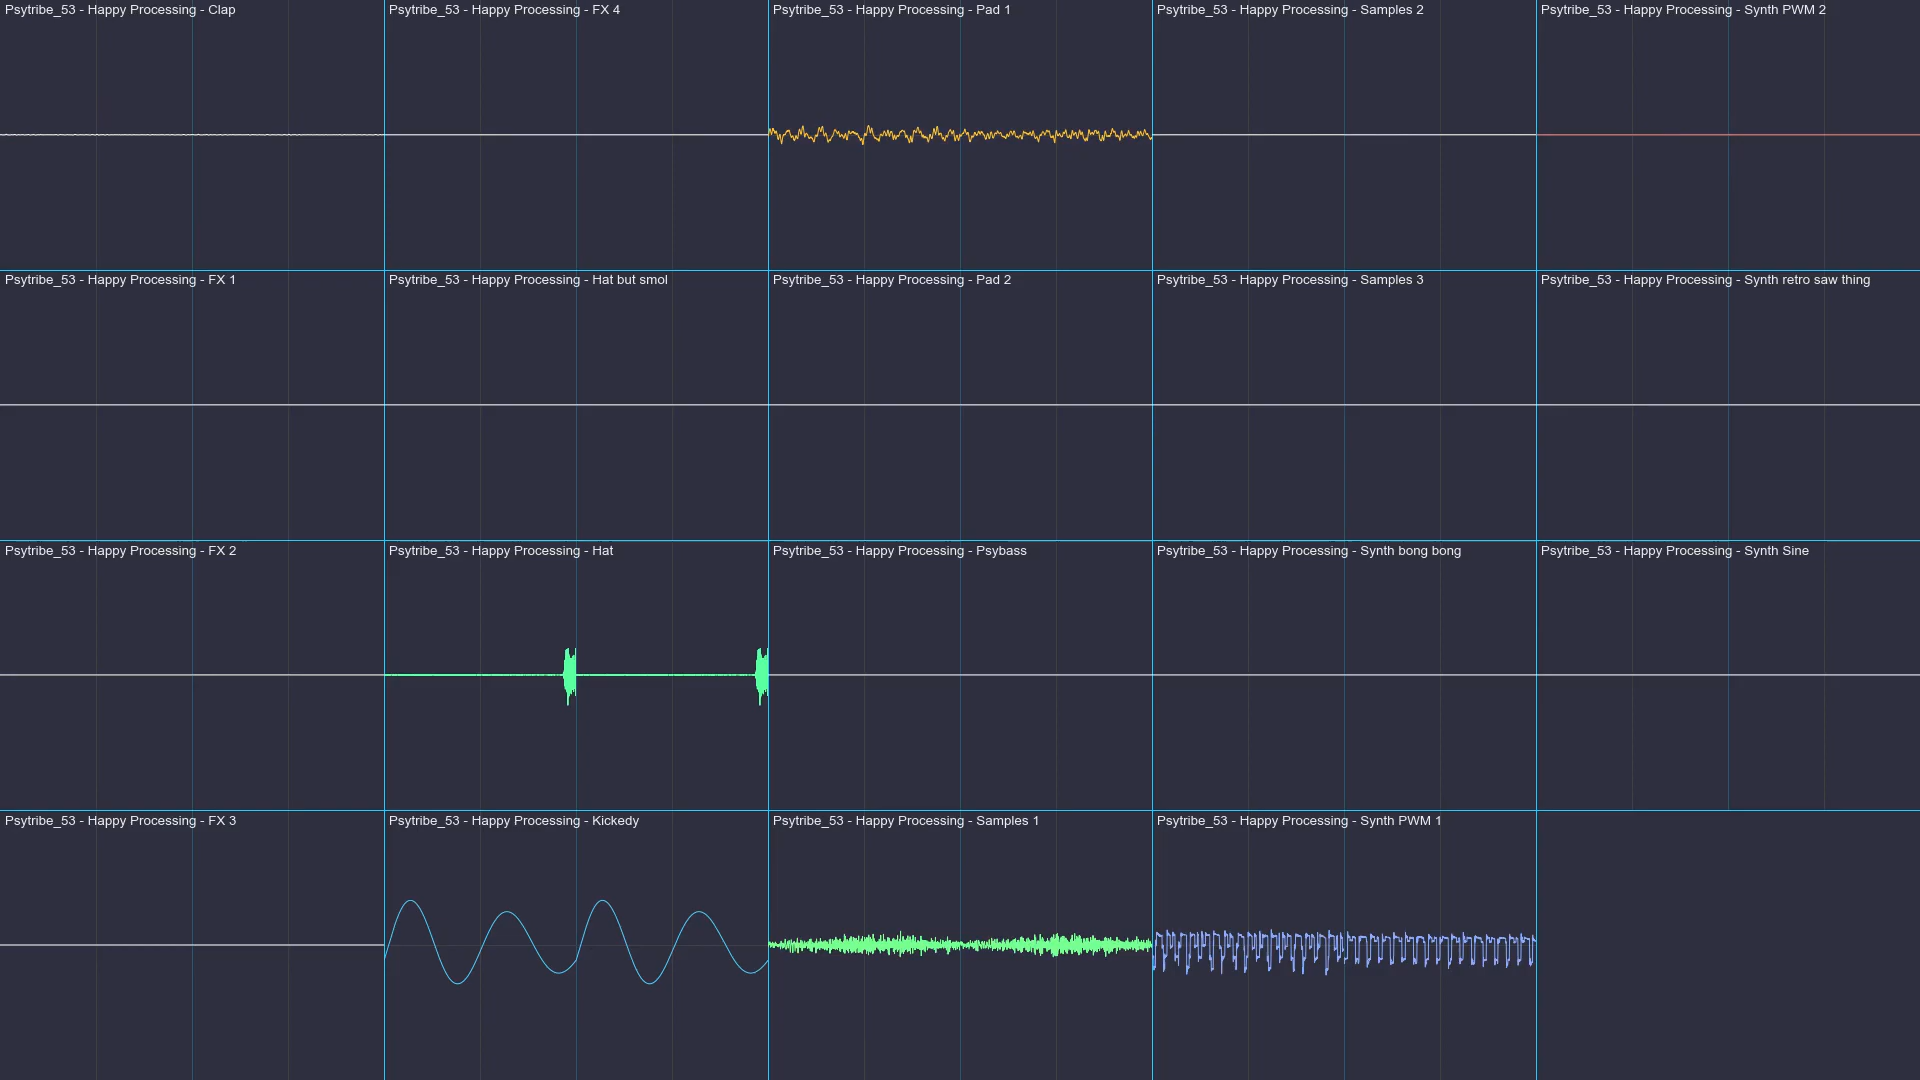 Psytribe_53 - Happy Processing - Clap
Psytribe_53 - Happy Processing - FX 4
Psytribe_53 - Happy Processing - Pad 1
Psytribe_53 - Happy Processing - Samples 2
Psytribe_53 - Happy Processing - Synth PWM 2
Psytribe_53 - Happy Processing - FX 1
Psytribe_53 - Happy Processing - Hat but smol
Psytribe_53 - Happy Processing - Pad 2
Psytribe_53 - Happy Processing - Samples 3
Psytribe_53 - Happy Processing - Synth retro saw thing
Psytribe_53 - Happy Processing - FX 2
Psytribe_53 - Happy Processing - Hat
Psytribe_53 - Happy Processing - Psybass
Psytribe_53 - Happy Processing - Synth bong bong
Psytribe_53 - Happy Processing - Synth Sine
Psytribe_53 - Happy Processing - FX 3
Psytribe_53 - Happy Processing - Kickedy
Psytribe_53 - Happy Processing - Samples 1
Psytribe_53 - Happy Processing - Synth PWM 1